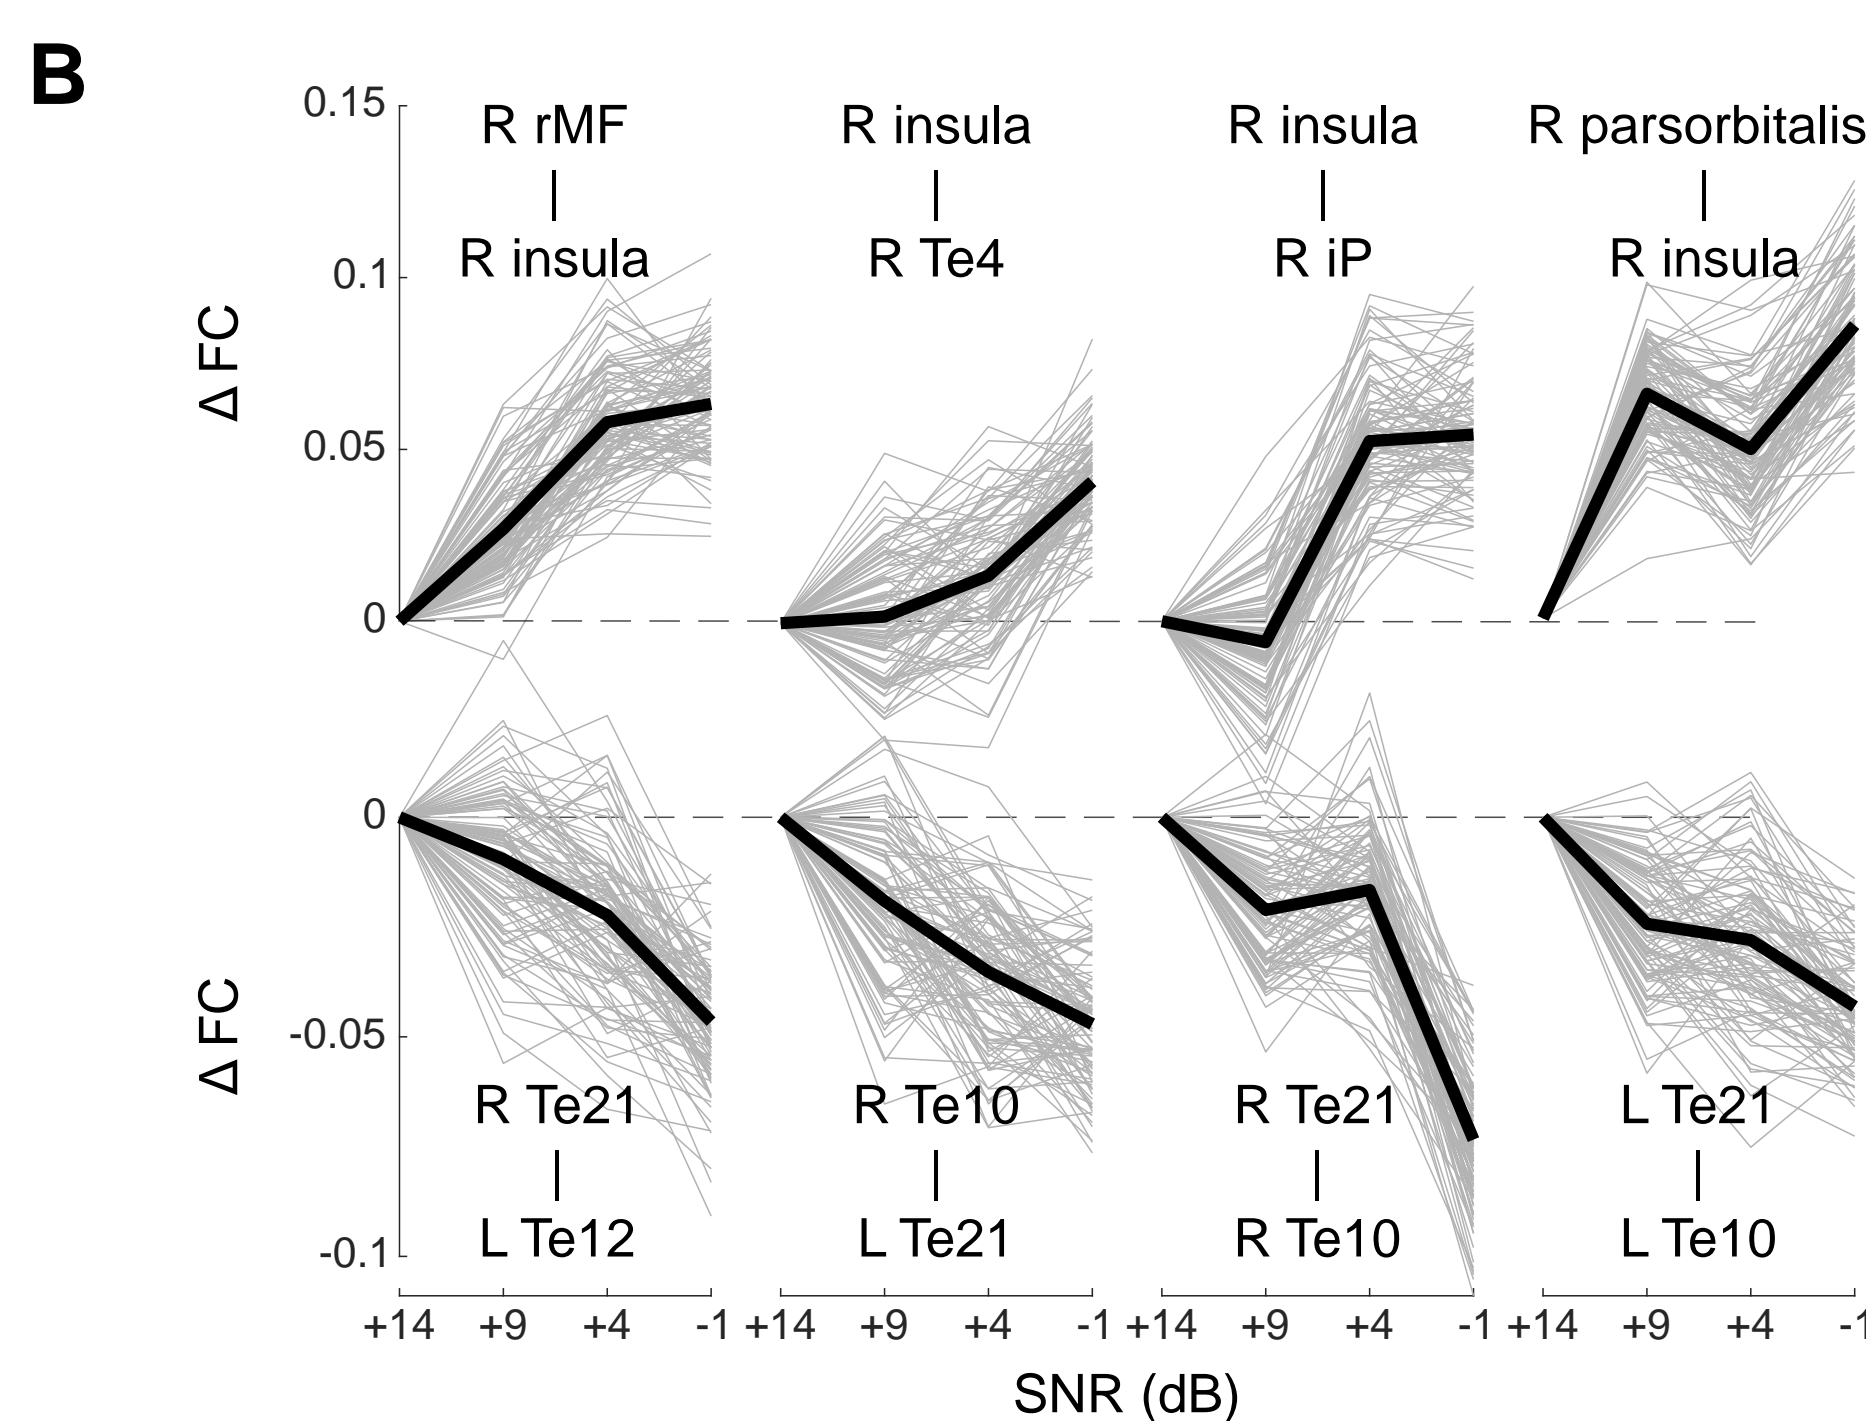 B
0.15
0.1
0.05
0
Δ FC
R rMF
R insula
R insula
R Te4
R insula
R iP
R parsorbitalis
R insula
0
-0.05
-0.1
Δ FC
R Te21
L Te12
R Te10
L Te21
R Te21
R Te10
L Te21
L Te10
+14 +9 +4 -1 +14 +9 +4 -1 +14 +9 +4 -1 +14 +9 +4 -1
SNR (dB)